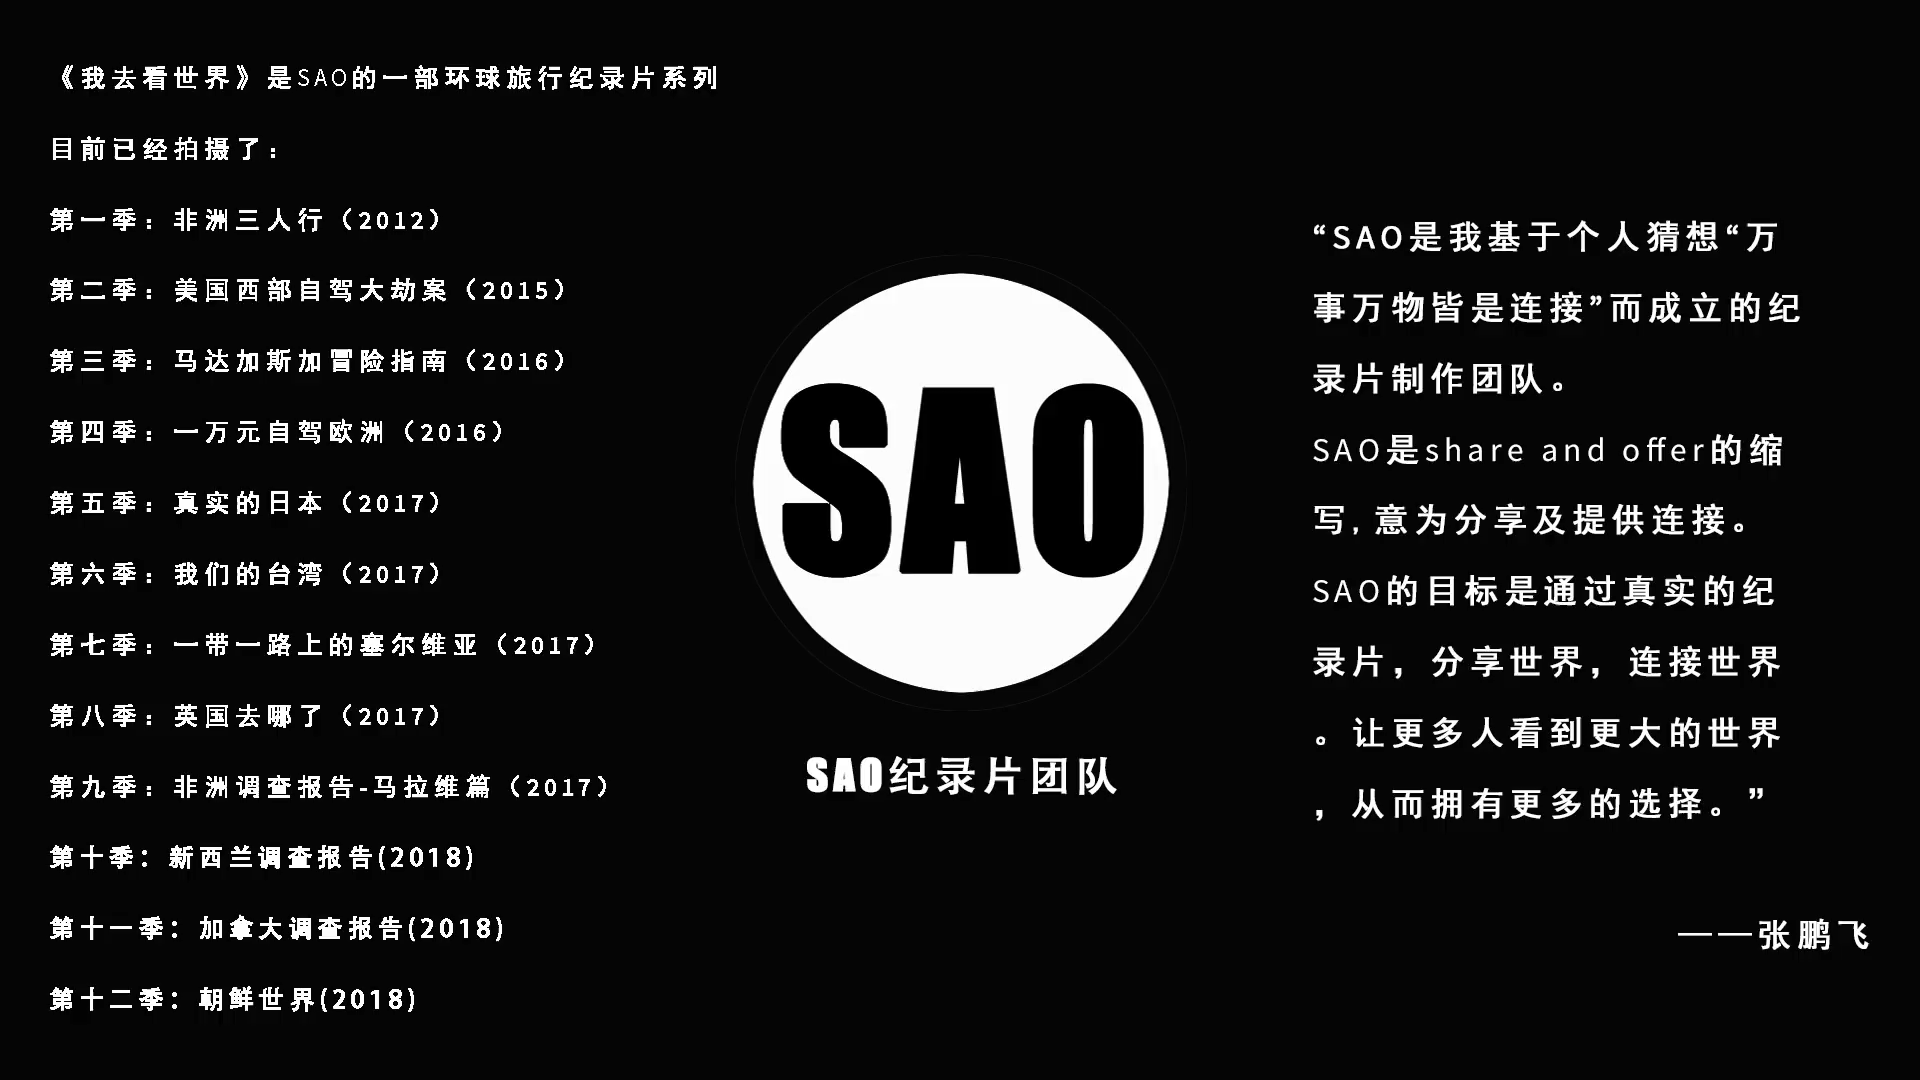 《我去看世界》是SAO的一部环球旅行纪录片系列
目前已经拍摄了：
第一季：非洲三人行（2012）
第二季：美国西部自驾大劫案（2015）
第三季：马达加斯加冒险指南（2016）
第四季：一万元自驾欧洲（2016）
第五季：真实的日本（2017）
第六季：我们的台湾（2017）
第七季：一带一路上的塞尔维亚（2017）
第八季：英国去哪了（2017）
第九季：非洲调查报告-马拉维篇（2017）
第十季：新西兰调查报告(2018)
第十一季：加拿大调查报告(2018)
第十二季：朝鲜世界(2018)
SAO
SAO纪录片团队
“SAO是我基于个人猜想“万
事万物皆是连接”而成立的纪
录片制作团队。
SAO是share and offer的缩
写,意为分享及提供连接。
SAO的目标是通过真实的纪
录片，分享世界，连接世界
。让更多人看到更大的世界
，从而拥有更多的选择。”
——张鹏飞